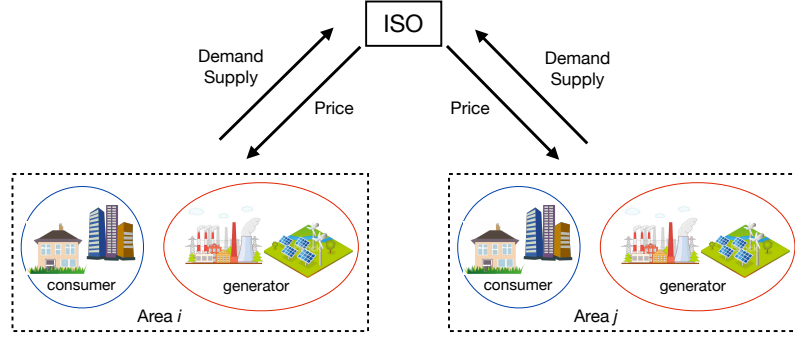 ISO
Demand
Supply
Price
Price
Demand
Supply
consumer
generator
Area i
consumer
generator
Area j